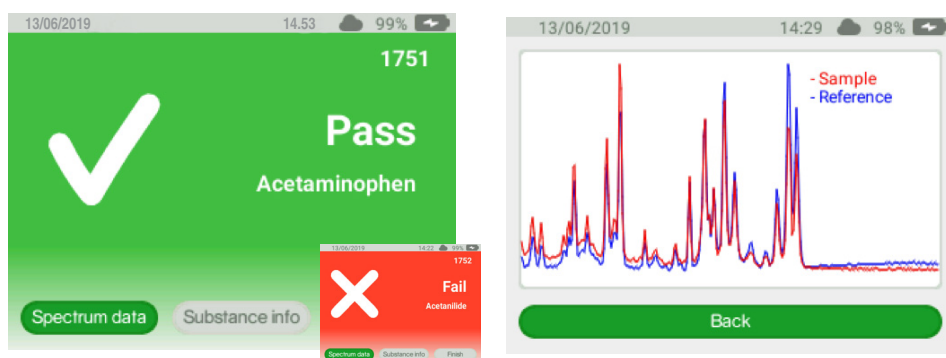 13/06/2019 14.53 99%
1751
Pass
Acetaminophen
Spectrum data Substance info
13/06/2019 14:22 99%
1752
Fail
Acetanilide
Spectrum data Substance info Finish
13/06/2019 14:29 98%
- Sample
- Reference
Back